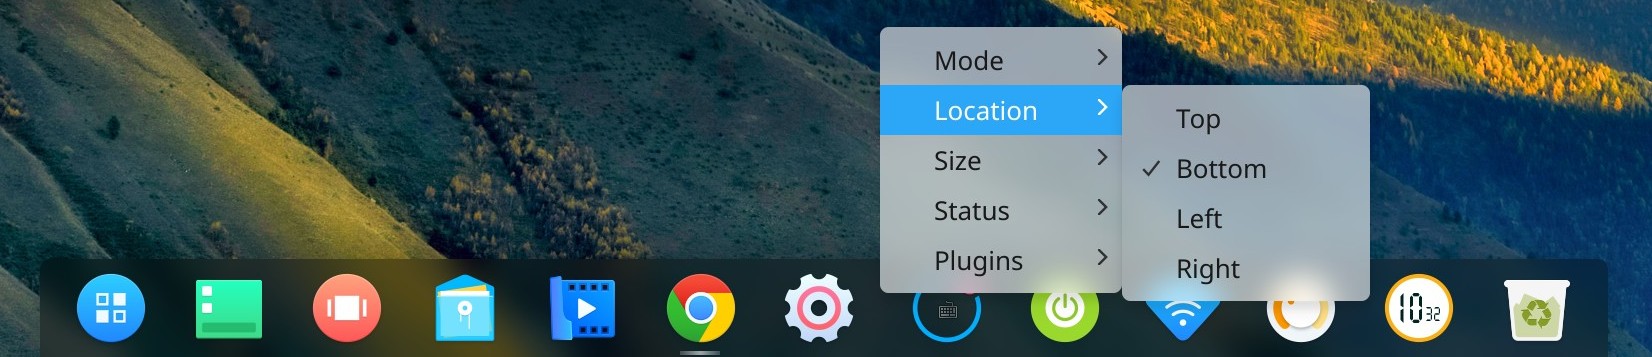 Mode
Location
Size
Status
Plugins
Top
Bottom
Left
Right
10 32